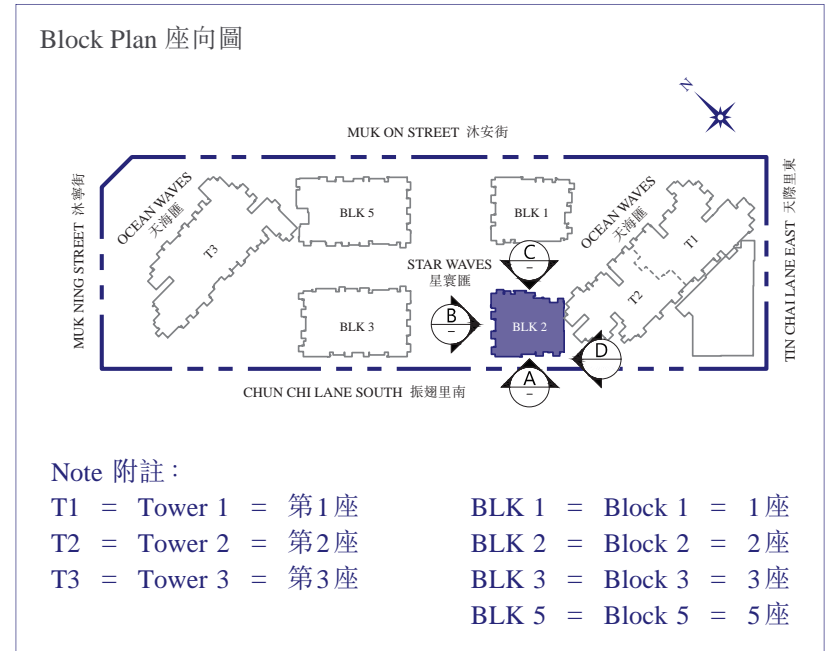 Block Plan 座向圖
N
MUK ON STREET 沐安街
MUK NING STREET 沐寧街
OCEAN WAVES
天海匯
T3
BLK 5
BLK 1
OCEAN WAVES
天海匯
T1
T2
TIN CHAI LANE EAST 天際里東
STAR WAVES
星寰匯
C
–
B
–
BLK 3
BLK 2
D
–
A
–
CHUN CHI LANE SOUTH 振翅里南
Note 附註：
T1 = Tower 1 = 第1座
T2 = Tower 2 = 第2座
T3 = Tower 3 = 第3座
BLK 1 = Block 1 = 1座
BLK 2 = Block 2 = 2座
BLK 3 = Block 3 = 3座
BLK 5 = Block 5 = 5座